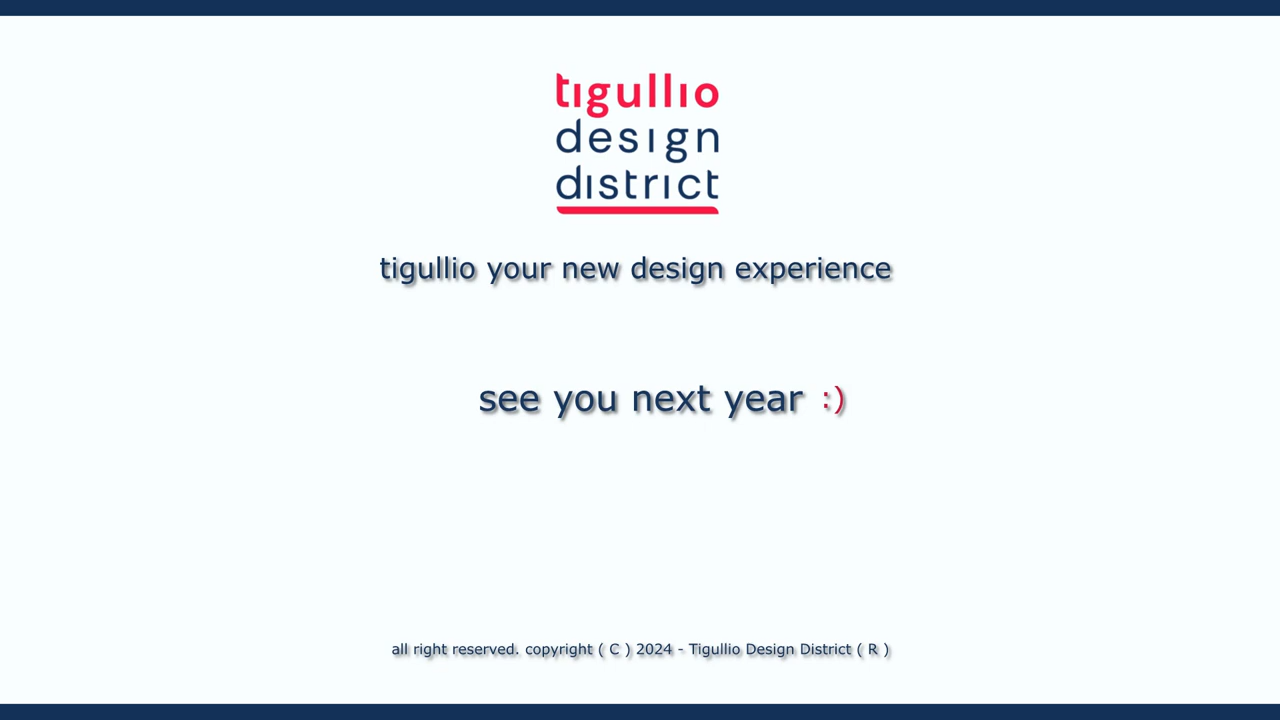 tigullio
design
district
tigullio your new design experience
see you next year :)
all right reserved. copyright ( C ) 2024 - Tigullio Design District ( R )